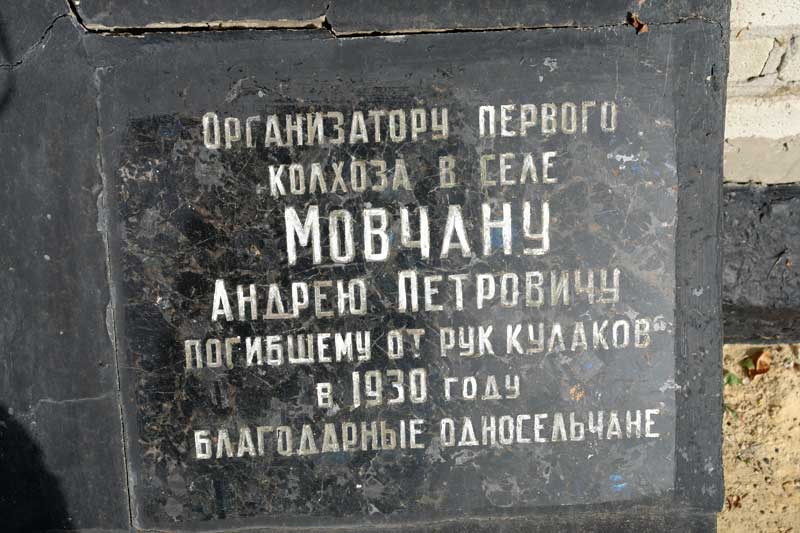 Организатору первого
колхоза в селе
Мовчану
Андрею Петровичу
погибшему от рук кулаков
в 1930 году
благодарные односельчане